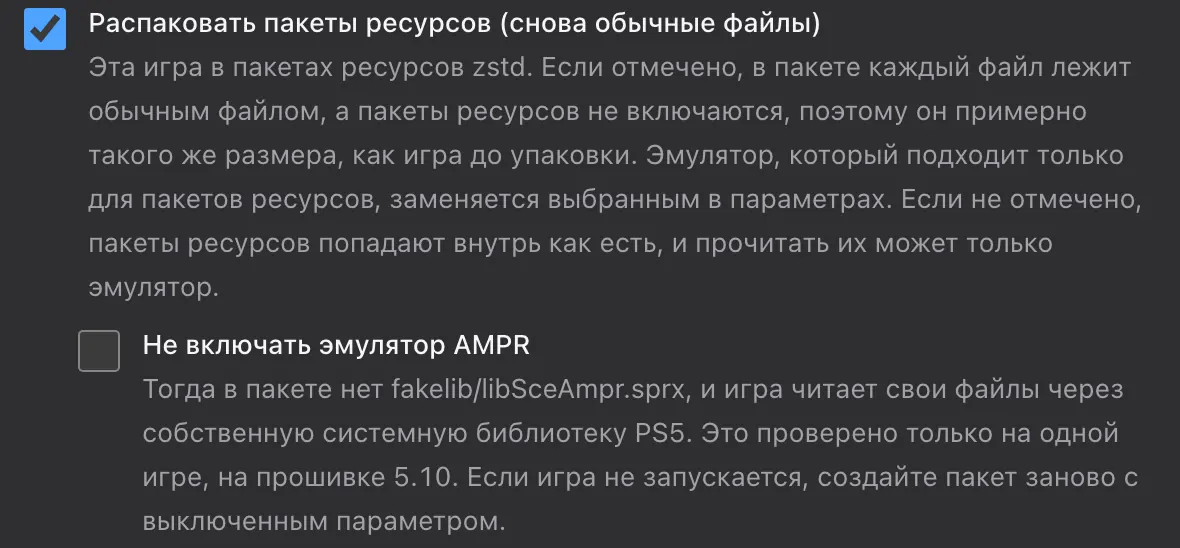 Распаковать пакеты ресурсов (снова обычные файлы)
Эта игра в пакетах ресурсов zstd. Если отмечено, в пакете каждый файл лежит
обычным файлом, а пакеты ресурсов не включаются, поэтому он примерно
такого же размера, как игра до упаковки. Эмулятор, который подходит только
для пакетов ресурсов, заменяется выбранным в параметрах. Если не отмечено,
пакеты ресурсов попадают внутрь как есть, и прочитать их может только
эмулятор.
Не включать эмулятор AMPR
Тогда в пакете нет fakelib/libSceAmpr.sprx, и игра читает свои файлы через
собственную системную библиотеку PS5. Это проверено только на одной
игре, на прошивке 5.10. Если игра не запускается, создайте пакет заново с
выключенным параметром.